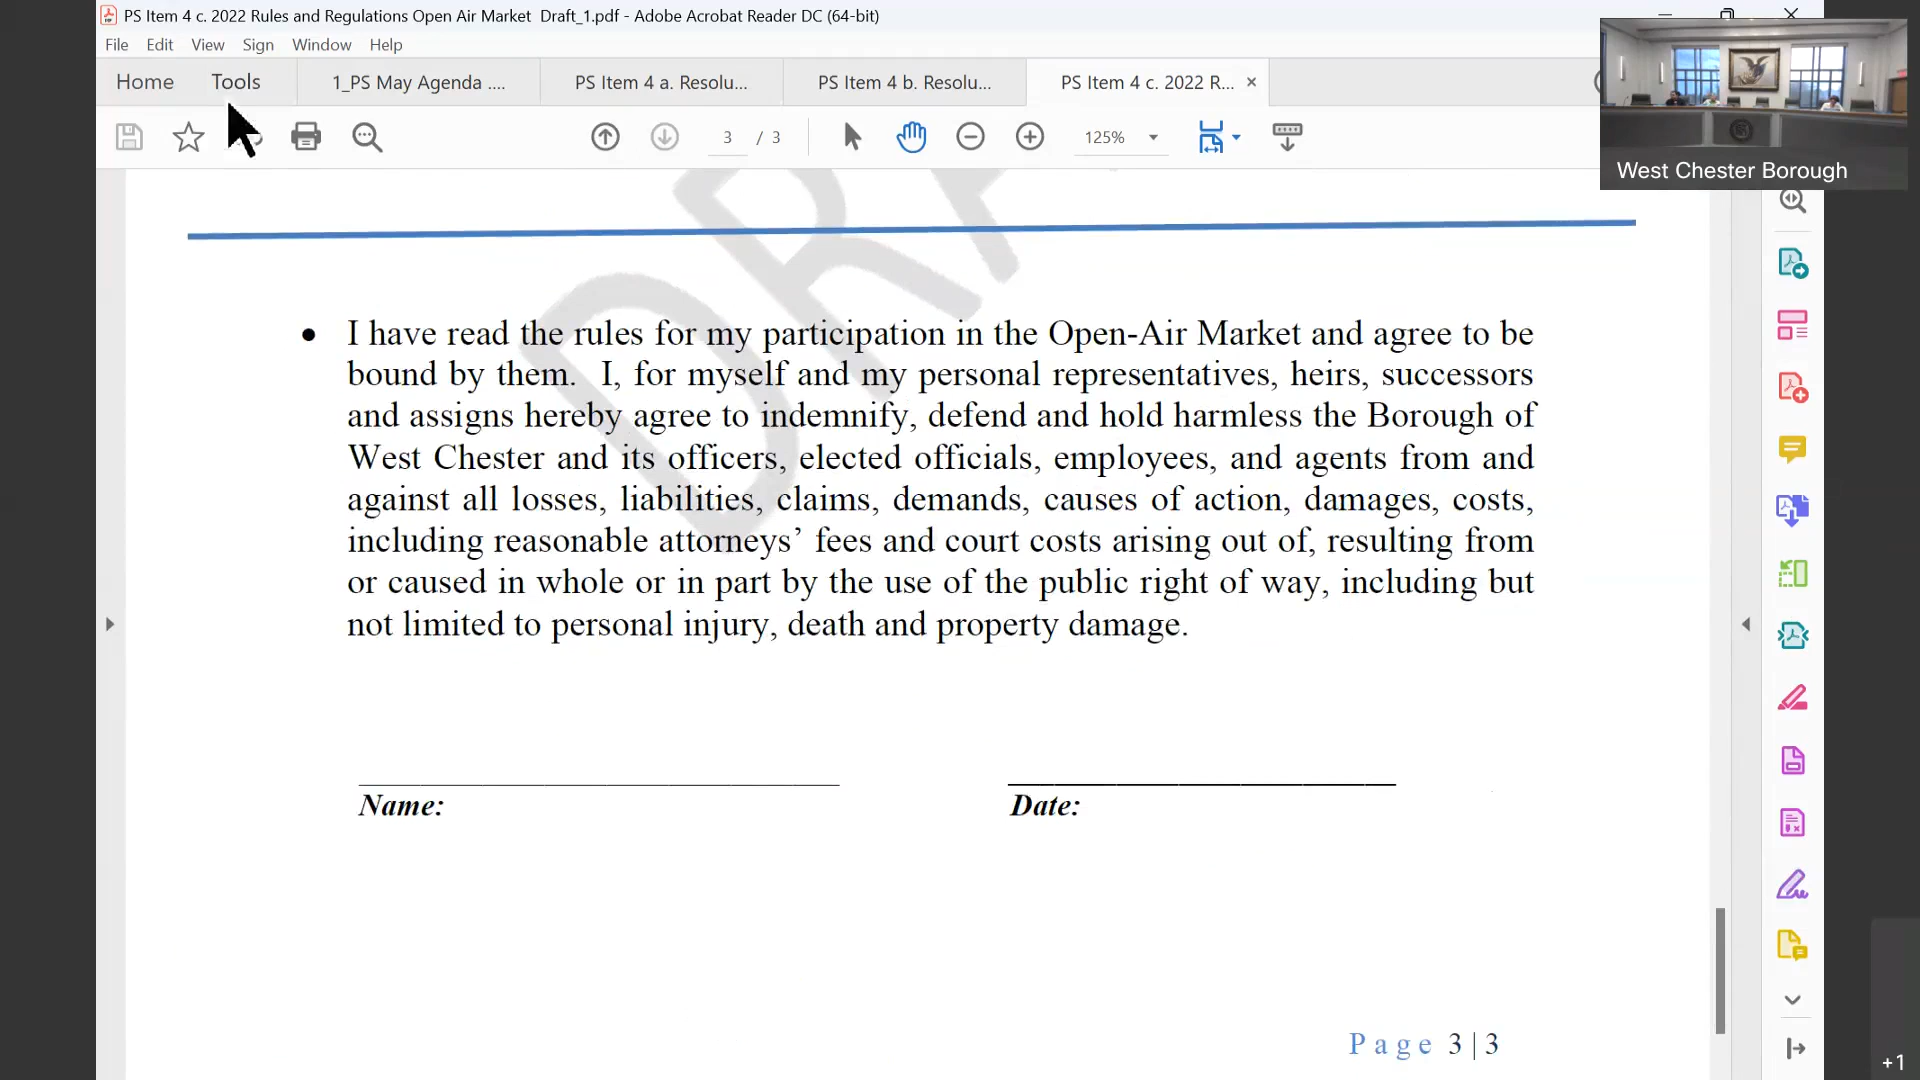 PS Item 4 c. 2022 Rules and Regulations Open Air Market Draft_1.pdf - Adobe Acrobat Reader DC (64-bit)
File Edit View Sign Window Help
Home Tools 1_PS May Agenda .... PS Item 4 a. Resolu... PS Item 4 b. Resolu... PS Item 4 c. 2022 R... ×
3 / 3 125%
West Chester Borough
DRA
• I have read the rules for my participation in the Open-Air Market and agree to be
bound by them. I, for myself and my personal representatives, heirs, successors
and assigns hereby agree to indemnify, defend and hold harmless the Borough of
West Chester and its officers, elected officials, employees, and agents from and
against all losses, liabilities, claims, demands, causes of action, damages, costs,
including reasonable attorneys’ fees and court costs arising out of, resulting from
or caused in whole or in part by the use of the public right of way, including but
not limited to personal injury, death and property damage.
Name: Date:
Page 3|3
+1